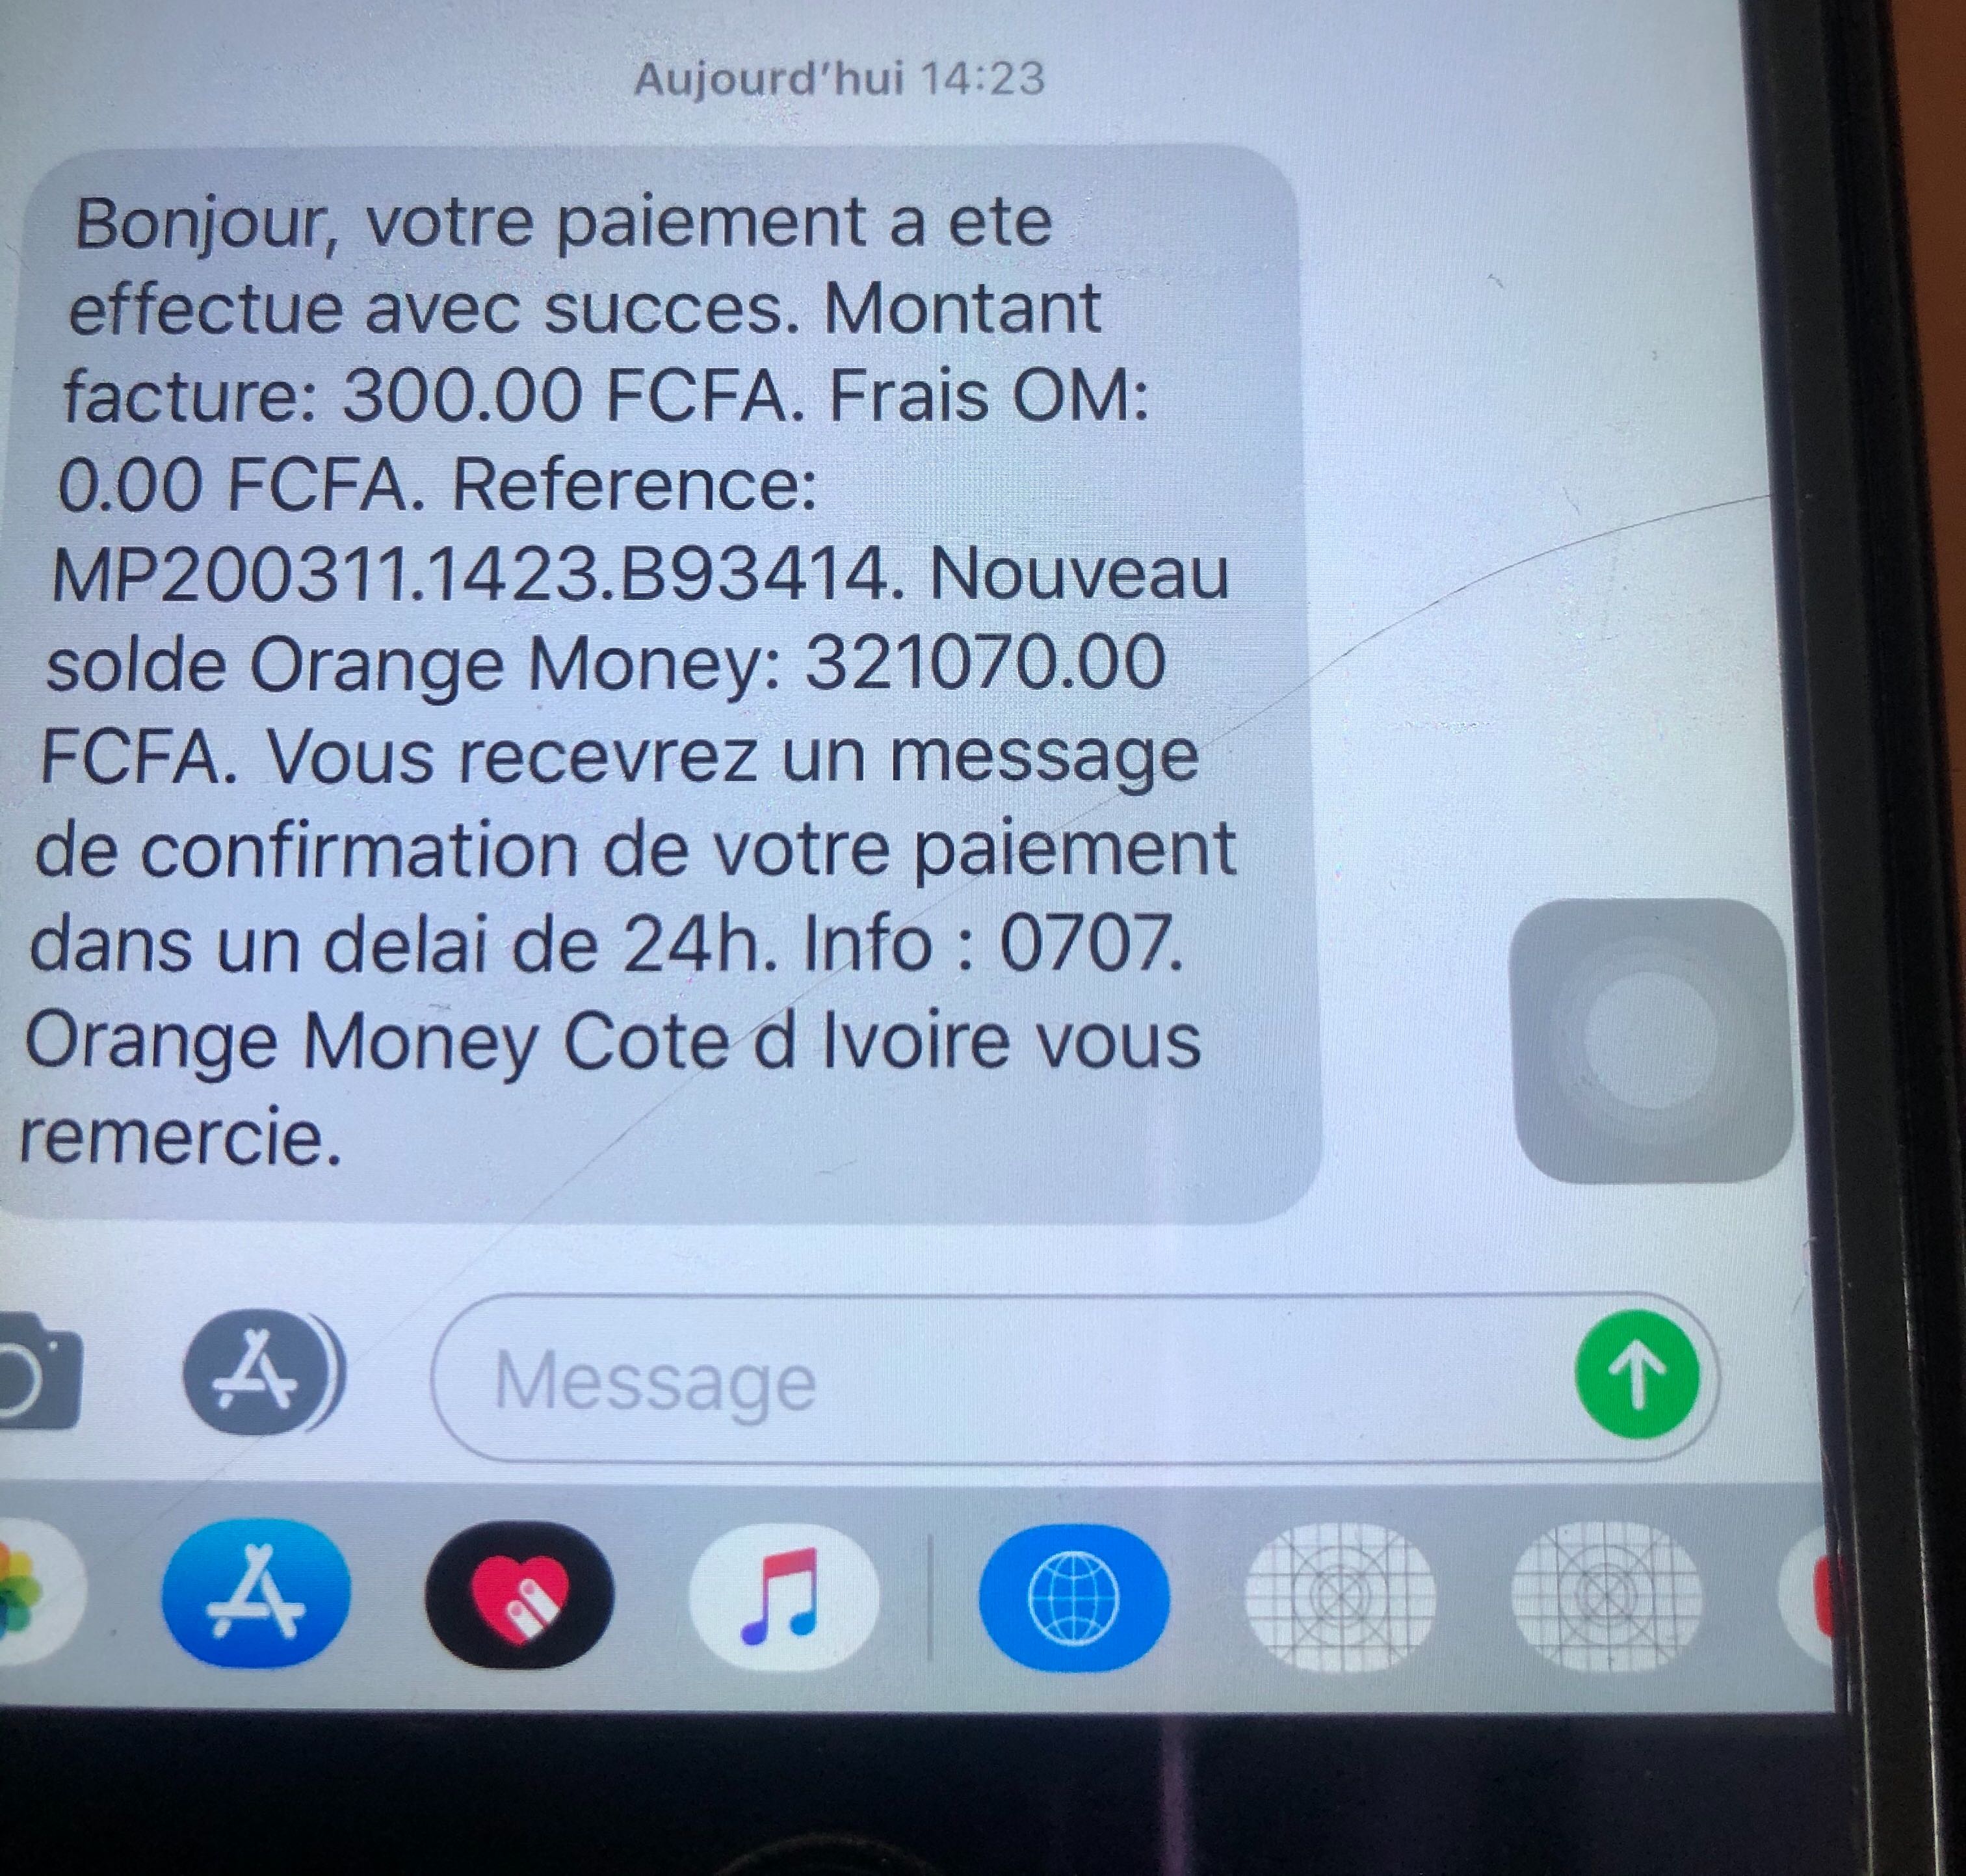 Aujourd'hui 14:23
Bonjour, votre paiement a ete
effectue avec succes. Montant
facture: 300.00 FCFA. Frais OM:
0.00 FCFA. Reference:
MP200311.1423.B93414. Nouveau
solde Orange Money: 321070.00
FCFA. Vous recevrez un message
de confirmation de votre paiement
dans un delai de 24h. Info : 0707.
Orange Money Cote d Ivoire vous
remercie.
Message